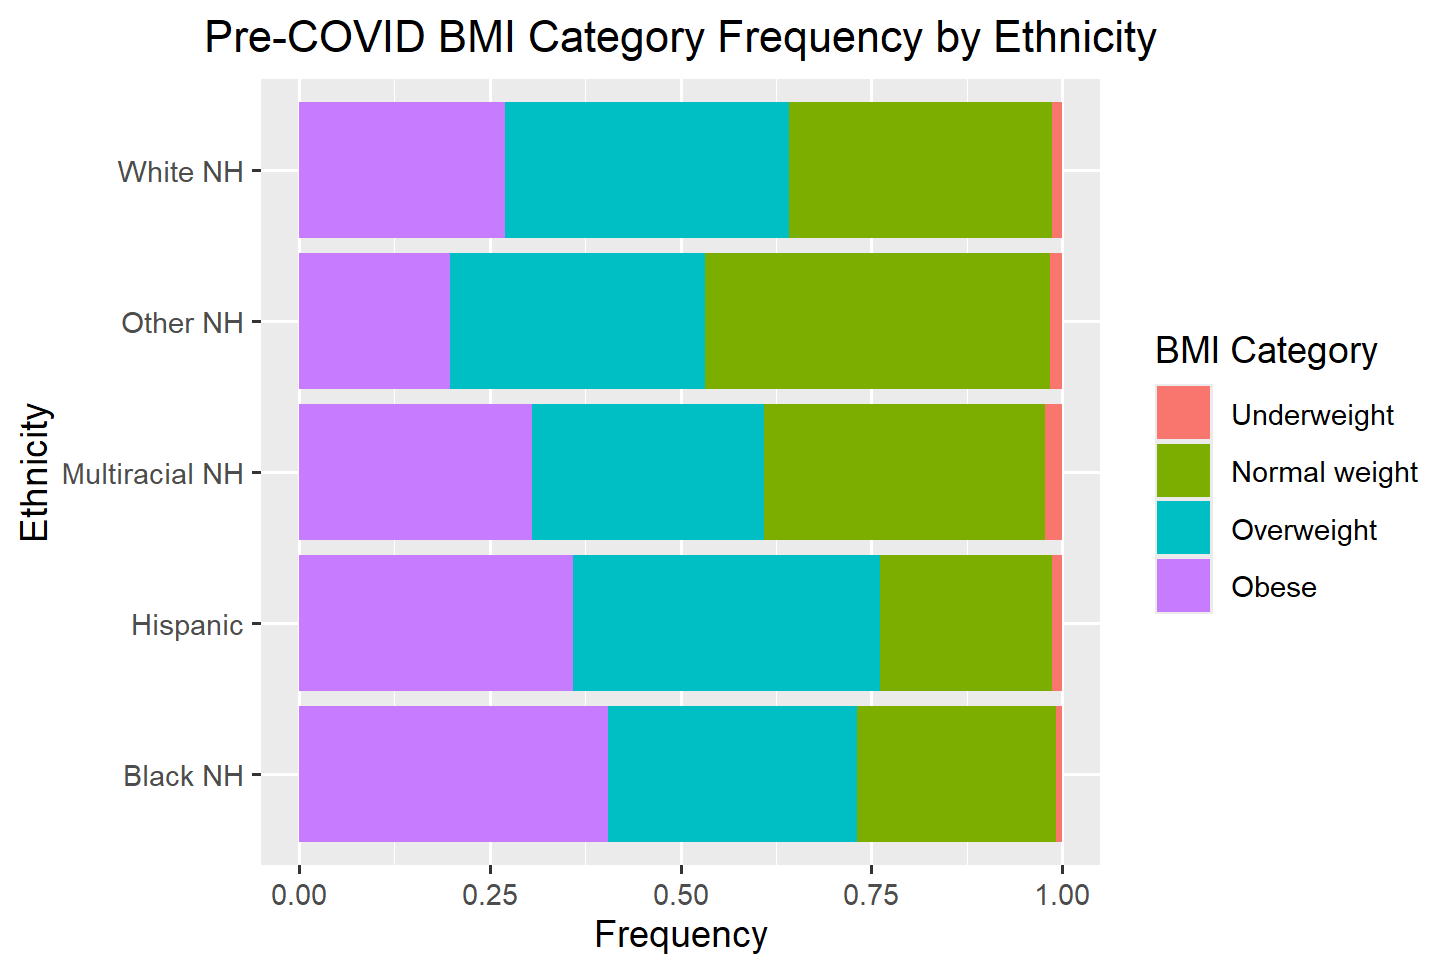 Pre-COVID BMI Category Frequency by Ethnicity
Ethnicity
White NH
Other NH
Multiracial NH
Hispanic
Black NH
0.00 0.25 0.50 0.75 1.00
Frequency
BMI Category
Underweight
Normal weight
Overweight
Obese